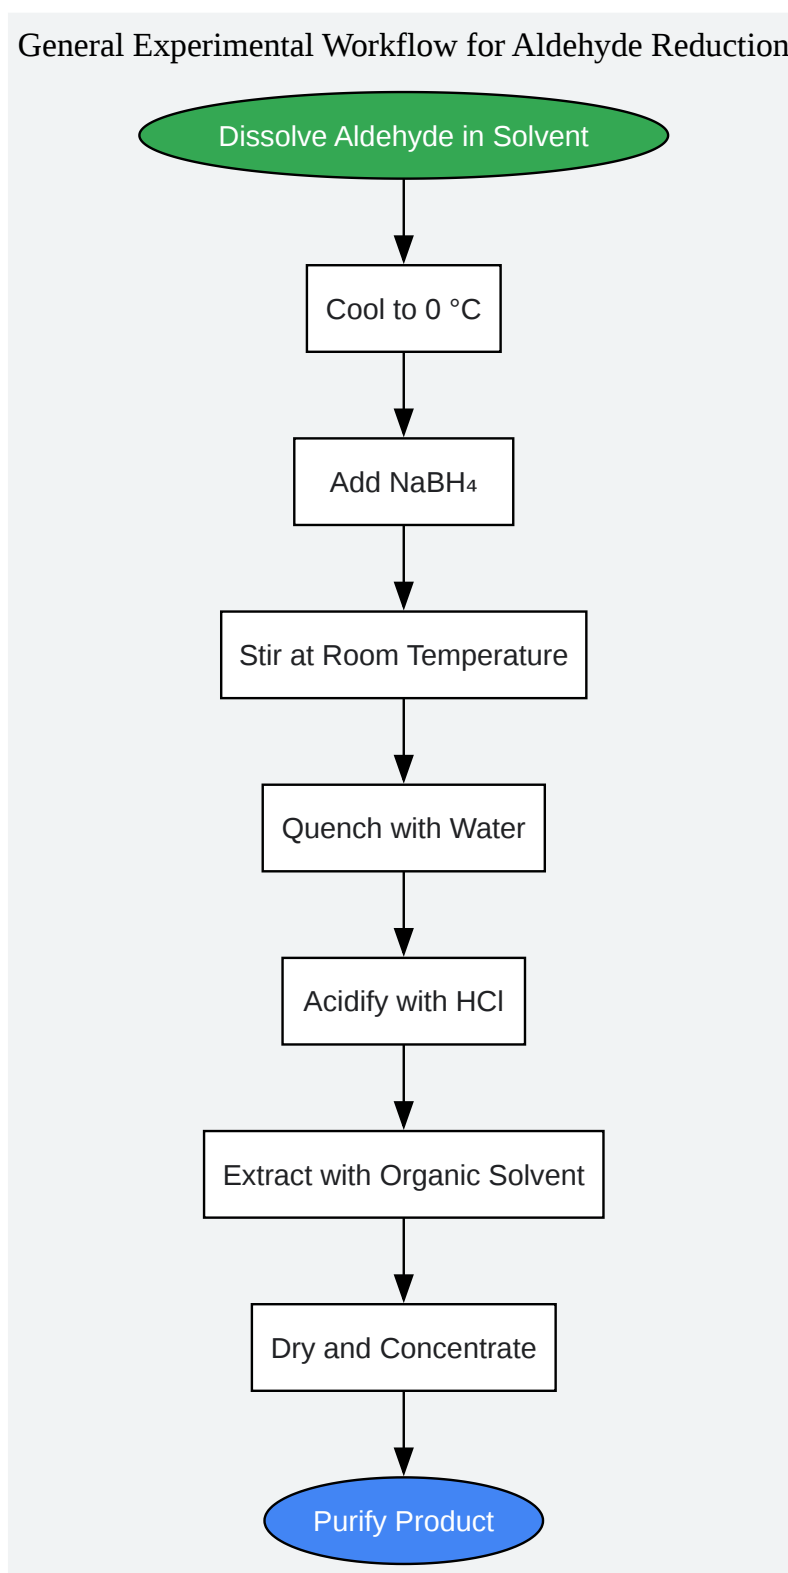 General Experimental Workflow for Aldehyde Reduction
Dissolve Aldehyde in Solvent
Cool to 0 °C
Add NaBH₄
Stir at Room Temperature
Quench with Water
Acidify with HCl
Extract with Organic Solvent
Dry and Concentrate
Purify Product